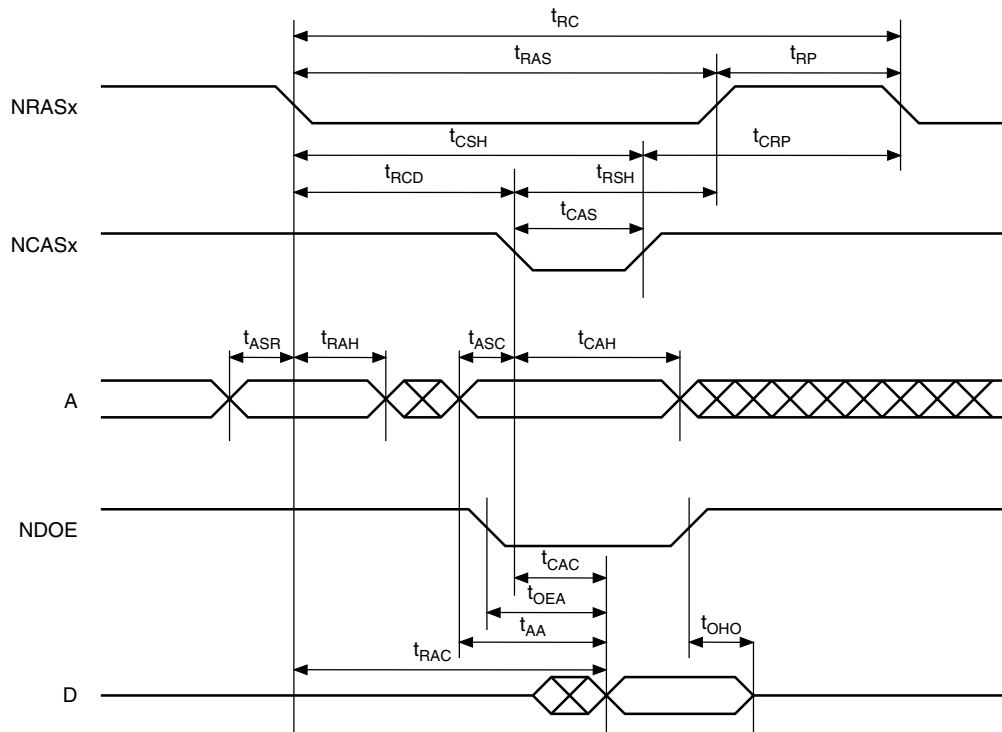 tRC
tRAS tRP
NRASx
tCSH tCRP
tRCD tRSH
tCAS
NCASx
tASR tRAH tASC tCAH
A
NDOE
tCAC
tOEA
tAA tOHO
tRAC
D